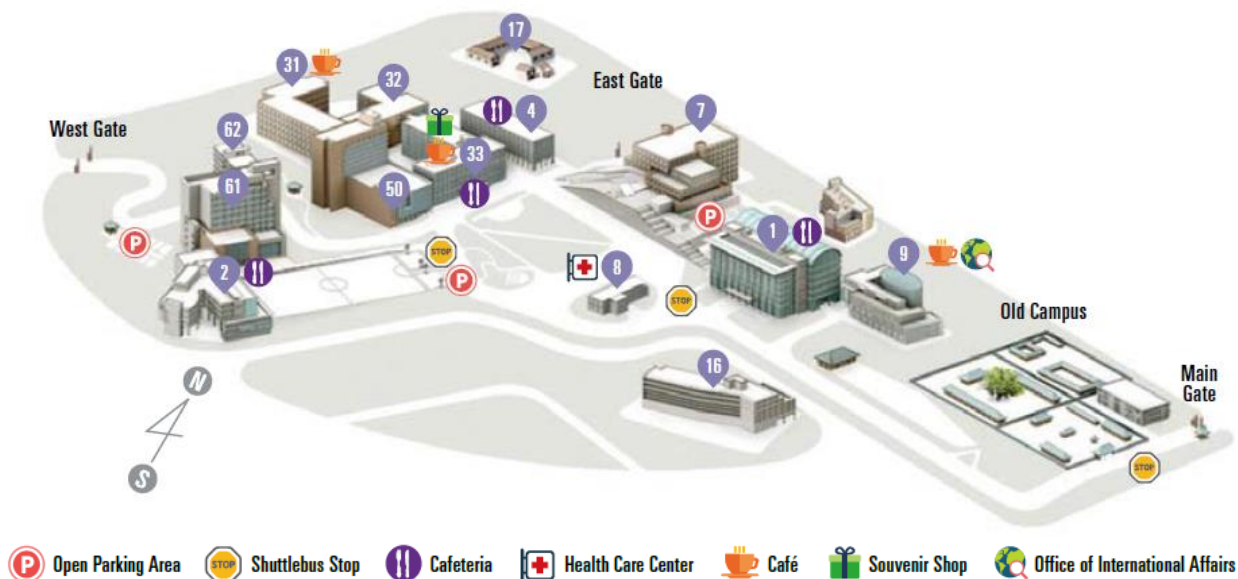 17
31
32
East Gate
4
7
West Gate
62
33
61
50
P
1
9
P
STOP
2
8
P
STOP
Old Campus
16
Main
Gate
N
S
STOP
P Open Parking Area
STOP Shuttlebus Stop
Cafeteria
Health Care Center
Café
Souvenir Shop
Office of International Affairs